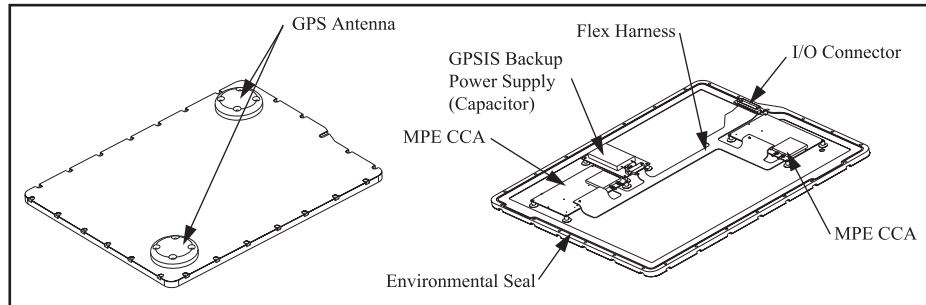 GPS Antenna
Flex Harness
I/O Connector
GPSIS Backup
Power Supply
(Capacitor)
MPE CCA
MPE CCA
Environmental Seal